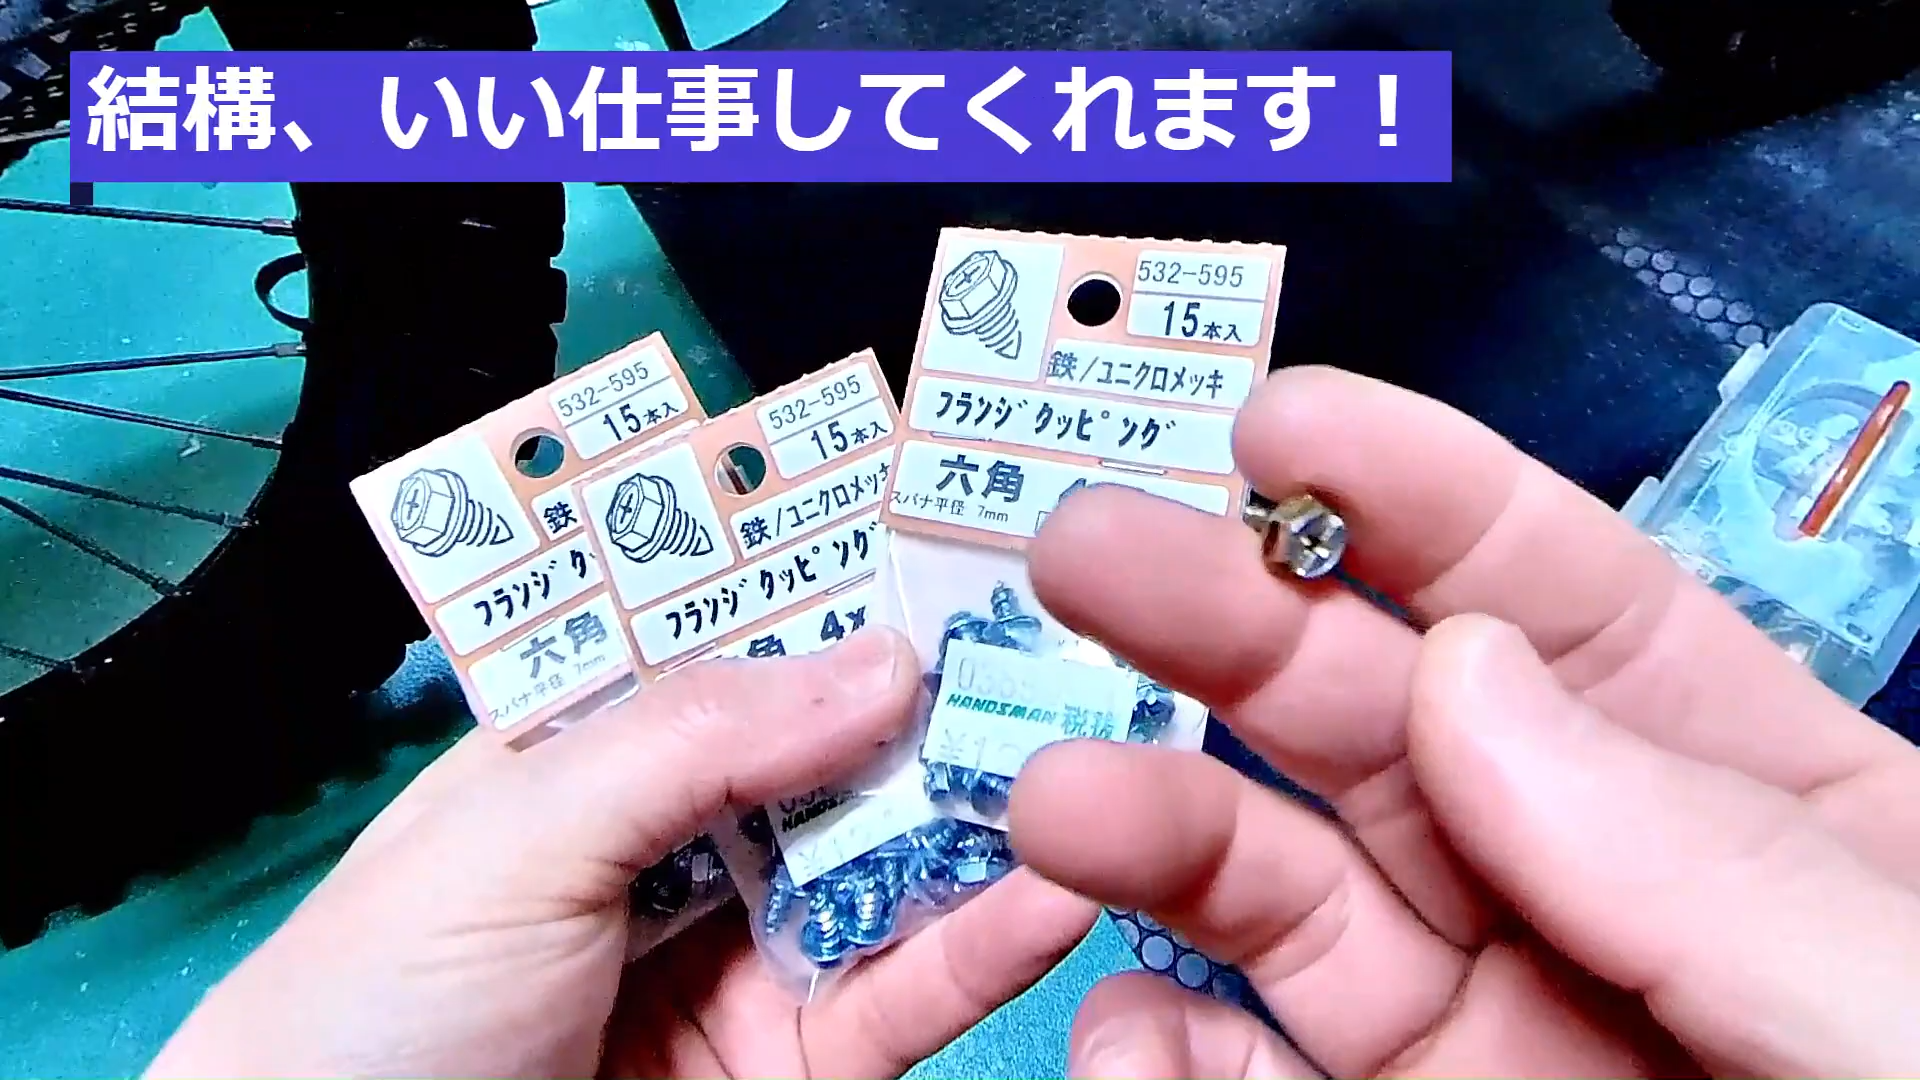 結構、いい仕事してくれます！
532-595
15本入
鉄
フランジ
六角
スパナ平径 7mm
532-595
15本入
鉄/ユニクロメッキ
フランジタッピング
角 4x
HANDSMAN
532-595
15本入
鉄/ユニクロメッキ
フランジタッピング
六角
スパナ平径 7mm
HANDSMAN 税抜